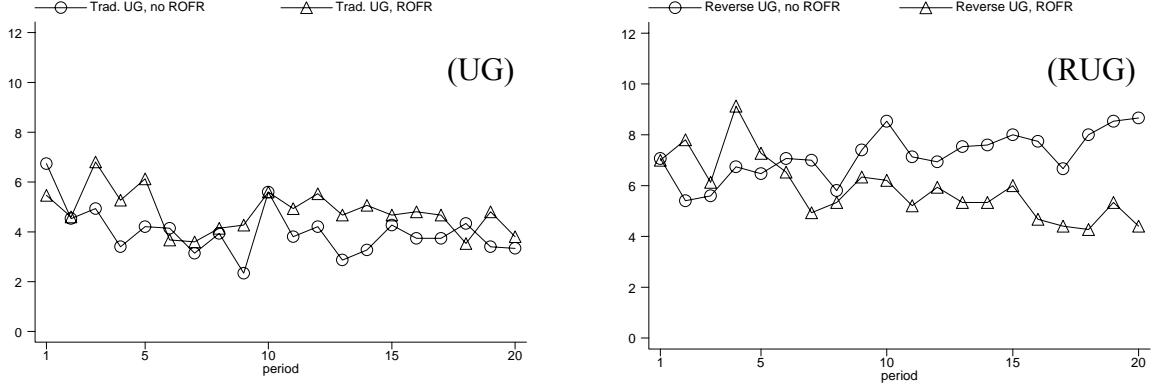 Trad. UG, no ROFR Trad. UG, ROFR
12
10
8
6
4
2
0
1 5 10 15 20
period
(UG)
Reverse UG, no ROFR Reverse UG, ROFR
12
10
8
6
4
2
0
1 5 10 15 20
period
(RUG)